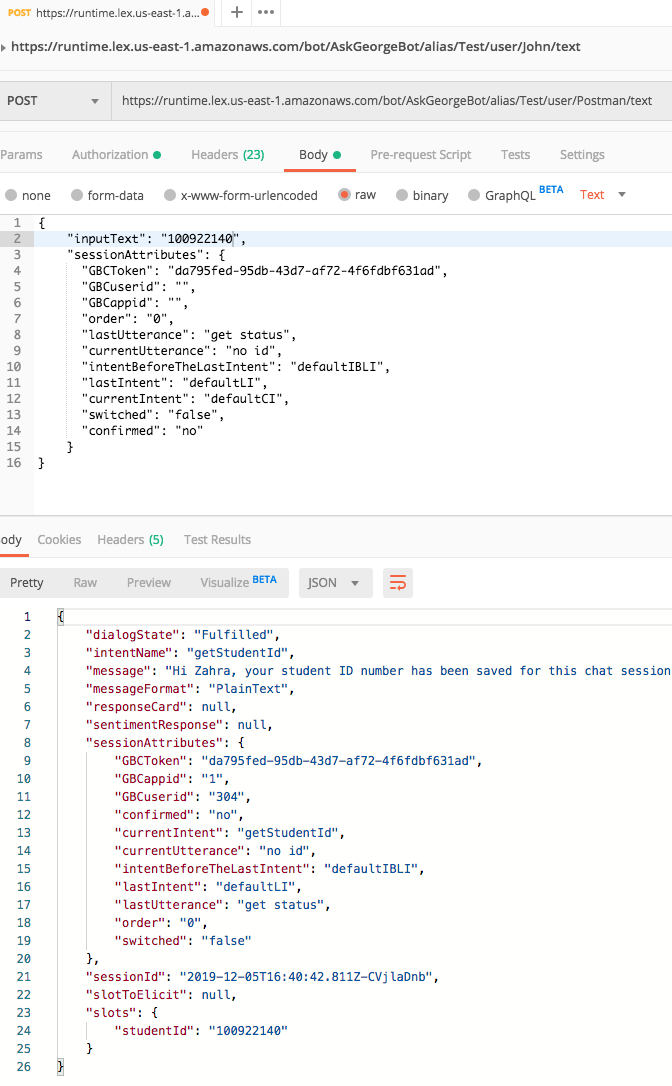 POST https://runtime.lex.us-east-1.a...
https://runtime.lex.us-east-1.amazonaws.com/bot/AskGeorgeBot/alias/Test/user/John/text
POST https://runtime.lex.us-east-1.amazonaws.com/bot/AskGeorgeBot/alias/Test/user/Postman/text
Params Authorization Headers (23) Body Pre-request Script Tests Settings
none form-data x-www-form-urlencoded raw binary GraphQL BETA Text
1 {
2 "inputText": "100922140",
3 "sessionAttributes": {
4 "GBCToken": "da795fed-95db-43d7-af72-4f6fdbf631ad",
5 "GBCuserid": "",
6 "GBCappid": "",
7 "order": "0",
8 "lastUtterance": "get status",
9 "currentUtterance": "no id",
10 "intentBeforeTheLastIntent": "defaultIBLI",
11 "lastIntent": "defaultLI",
12 "currentIntent": "defaultCI",
13 "switched": "false",
14 "confirmed": "no"
15 }
16 }
ody Cookies Headers (5) Test Results
Pretty Raw Preview Visualize BETA JSON
1 {
2 "dialogState": "Fulfilled",
3 "intentName": "getStudentId",
4 "message": "Hi Zahra, your student ID number has been saved for this chat session
5 "messageFormat": "PlainText",
6 "responseCard": null,
7 "sentimentResponse": null,
8 "sessionAttributes": {
9 "GBCToken": "da795fed-95db-43d7-af72-4f6fdbf631ad",
10 "GBCappid": "1",
11 "GBCuserid": "304",
12 "confirmed": "no",
13 "currentIntent": "getStudentId",
14 "currentUtterance": "no id",
15 "intentBeforeTheLastIntent": "defaultIBLI",
16 "lastIntent": "defaultLI",
17 "lastUtterance": "get status",
18 "order": "0",
19 "switched": "false"
20 },
21 "sessionId": "2019-12-05T16:40:42.811Z-CVjlaDnb",
22 "slotToElicit": null,
23 "slots": {
24 "studentId": "100922140"
25 }
26 }